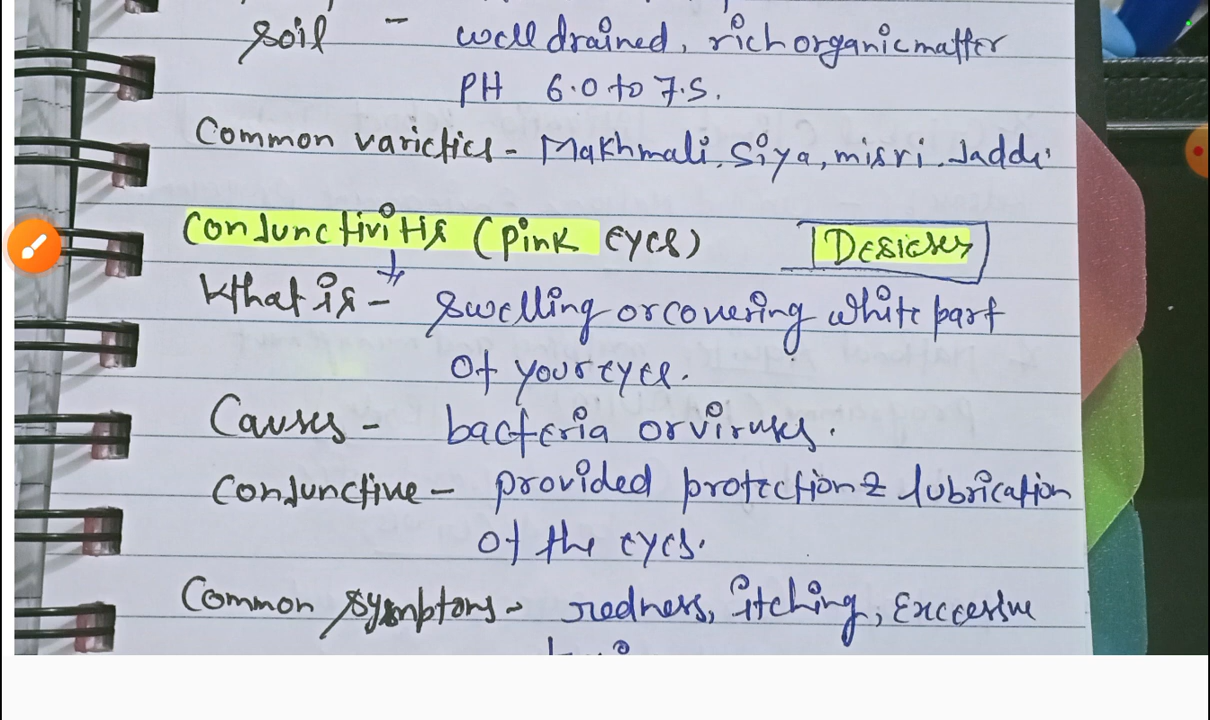 Soil - well drained, rich organic matter
PH 6.0 to 7.5.
Common varieties - Makhmali, Siya, misri, Jaddi
Conjunctivitis (pink eyes) Desieses
What is - swelling or covering white part
of your eyes.
Causes - bacteria or viruses.
Conjunctive - provided protection & lubrication
of the eyes.
Common symptons - redness, itching, Excessive